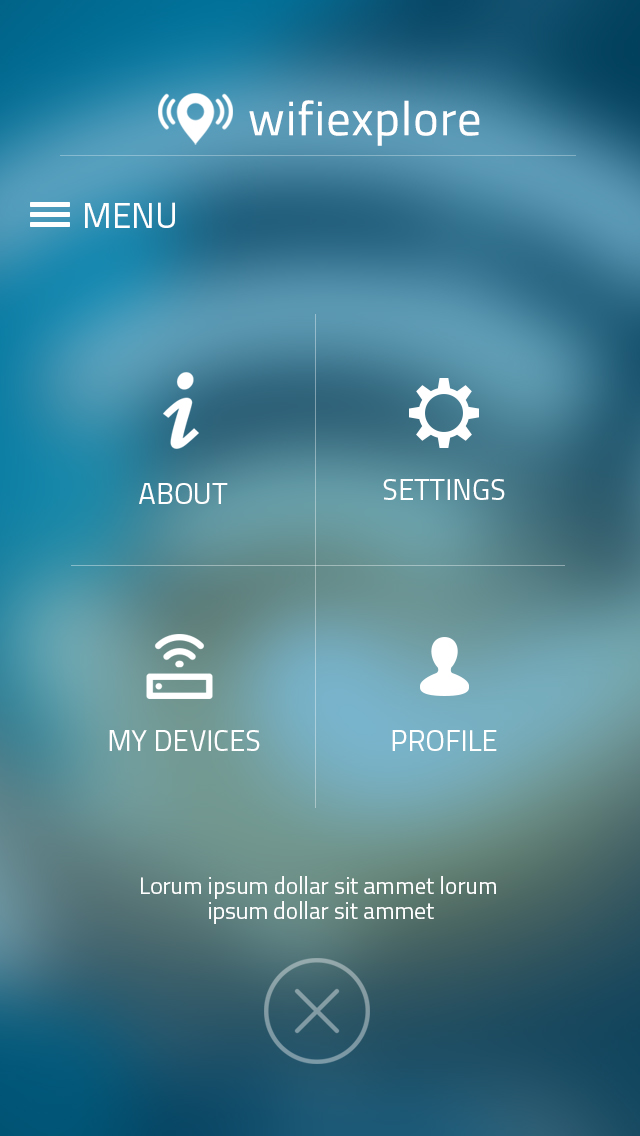 wifiexplore
MENU
ABOUT
SETTINGS
MY DEVICES
PROFILE
Lorum ipsum dollar sit ammet lorum
ipsum dollar sit ammet